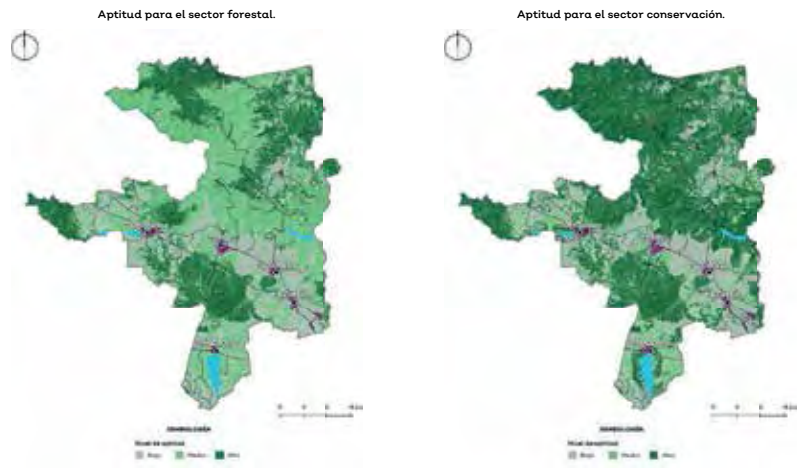 Aptitud para el sector forestal.
Aptitud para el sector conservación.
SIMBOLOGÍA
Nivel de aptitud
Bajo Medio Alto
SIMBOLOGÍA
Nivel de aptitud
Bajo Medio Alto